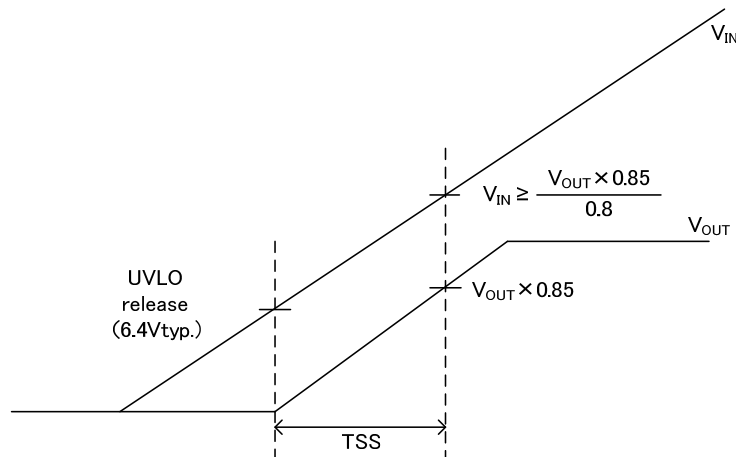 VIN
VIN ≥ VOUT × 0.85
0.8
VOUT
UVLO
release
(6.4Vtyp.)
VOUT × 0.85
TSS